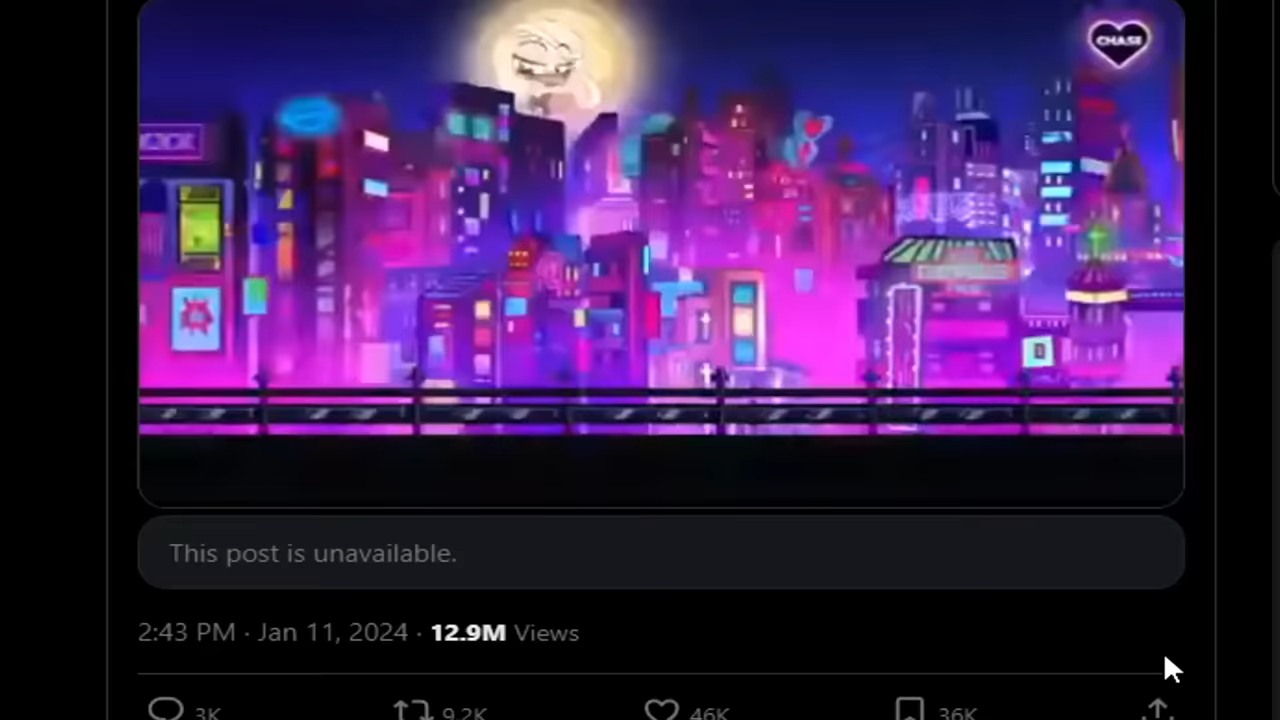 CHASE
This post is unavailable.
2:43 PM · Jan 11, 2024 · 12.9M Views
3K 9.2K 46K 36K